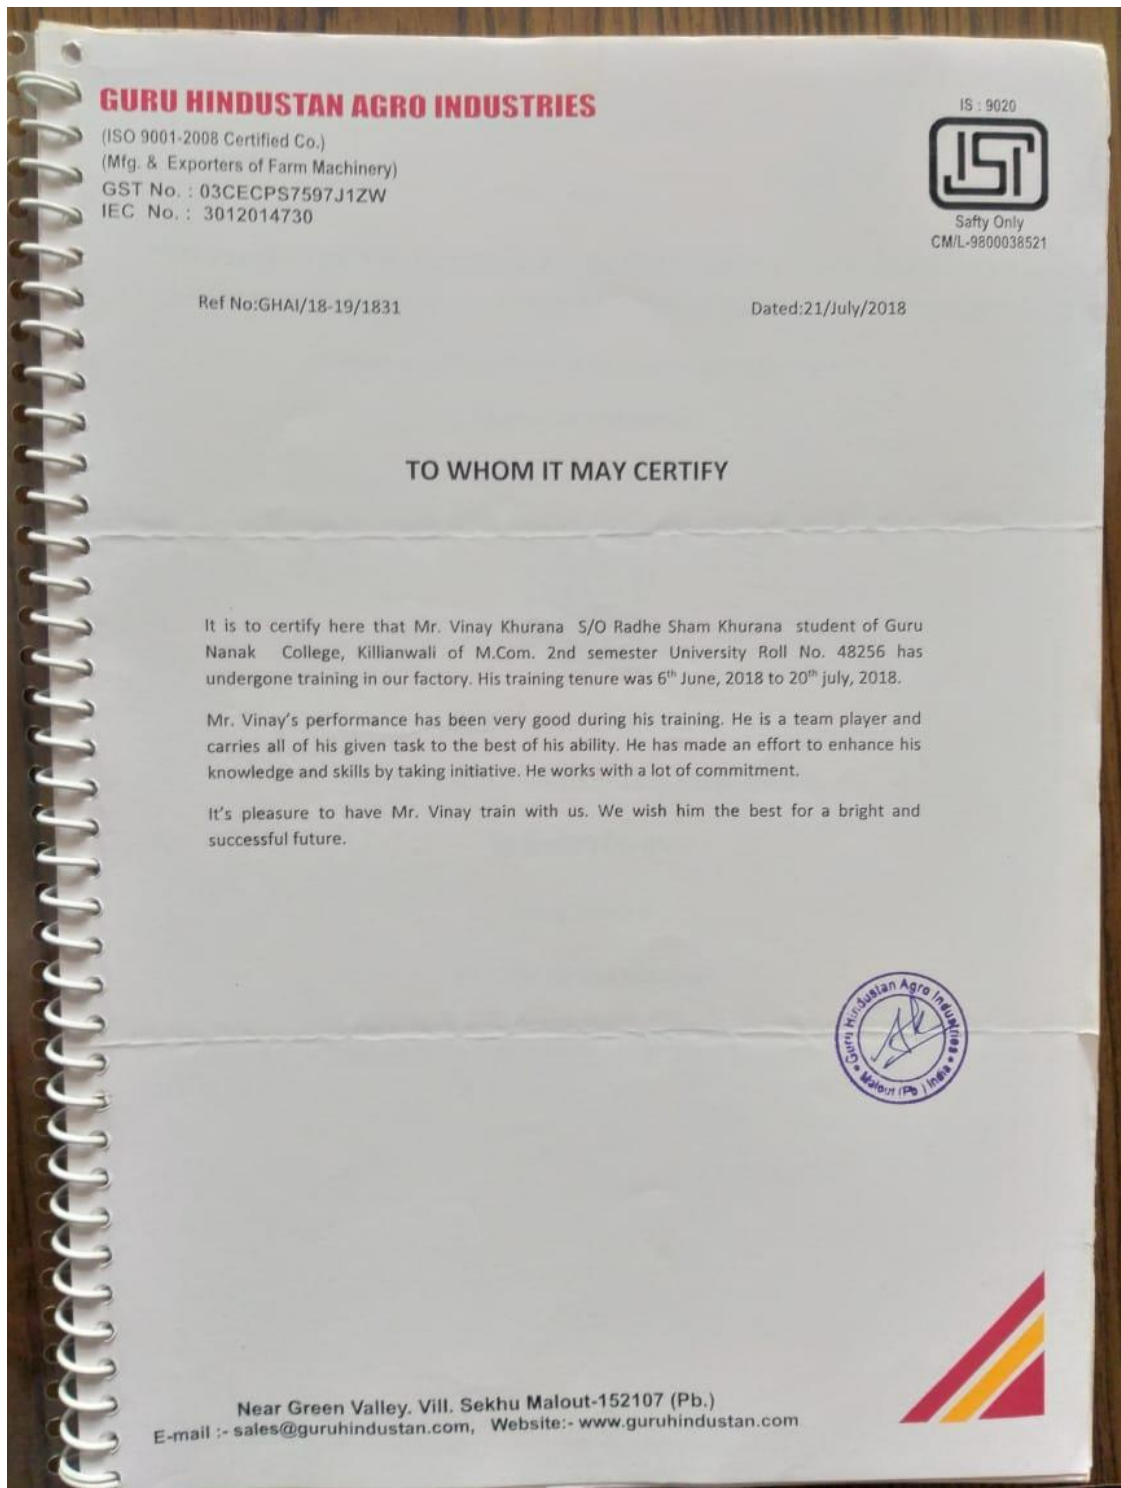 GURU HINDUSTAN AGRO INDUSTRIES
(ISO 9001-2008 Certified Co.)
(Mfg. & Exporters of Farm Machinery)
GST No. : 03CECPS7597J1ZW
IEC No. : 3012014730
IS : 9020
ISI
Safty Only
CM/L-9800038521
Ref No:GHAI/18-19/1831
Dated:21/July/2018
TO WHOM IT MAY CERTIFY
It is to certify here that Mr. Vinay Khurana S/O Radhe Sham Khurana student of Guru
Nanak College, Killianwali of M.Com. 2nd semester University Roll No. 48256 has
undergone training in our factory. His training tenure was 6th June, 2018 to 20th july, 2018.
Mr. Vinay's performance has been very good during his training. He is a team player and
carries all of his given task to the best of his ability. He has made an effort to enhance his
knowledge and skills by taking initiative. He works with a lot of commitment.
It's pleasure to have Mr. Vinay train with us. We wish him the best for a bright and
successful future.
Guru Hindustan Agro Industries
Malout (Pb.) India
Near Green Valley. Vill. Sekhu Malout-152107 (Pb.)
E-mail :- sales@guruhindustan.com, Website:- www.guruhindustan.com